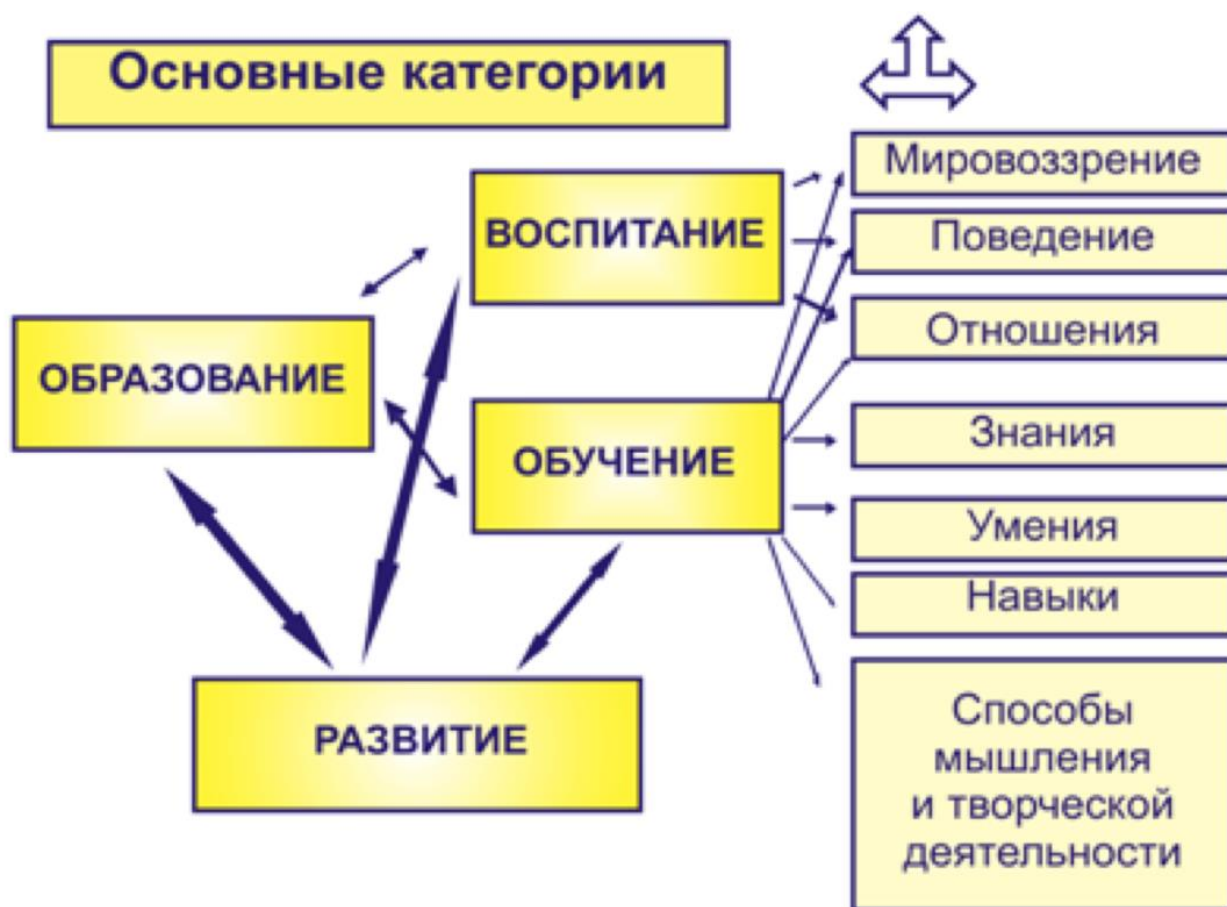 Основные категории
Мировоззрение
ВОСПИТАНИЕ
Поведение
Отношения
ОБРАЗОВАНИЕ
Знания
ОБУЧЕНИЕ
Умения
Навыки
РАЗВИТИЕ
Способы
мышления
и творческой
деятельности